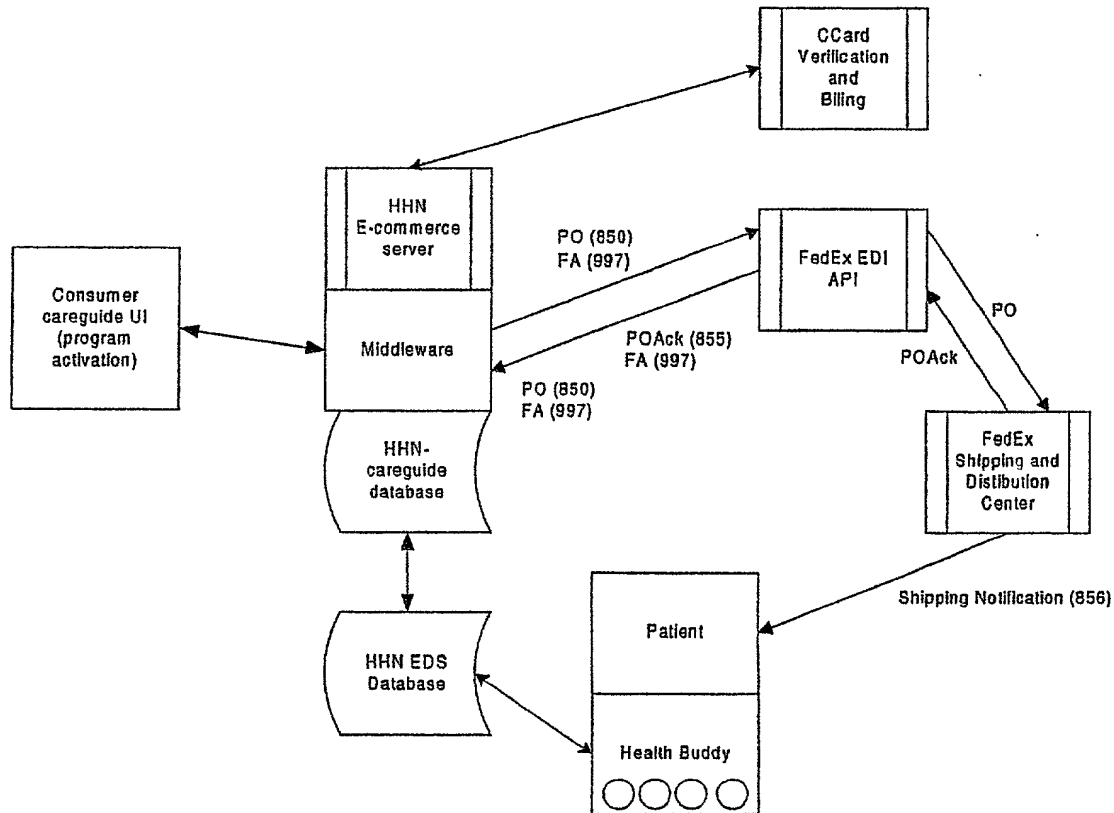 CCard
Verification
and
Biling
HHN
E-commerce
server
PO (850)
FA (997)
FedEx EDI
API
Consumer
careguide UI
(program
activation)
Middleware
POAck (855)
FA (997)
PO
POAck
PO (850)
FA (997)
HHN-
careguide
database
FedEx
Shipping and
Distibution
Center
Shipping Notification (856)
Patient
HHN EDS
Database
Health Buddy